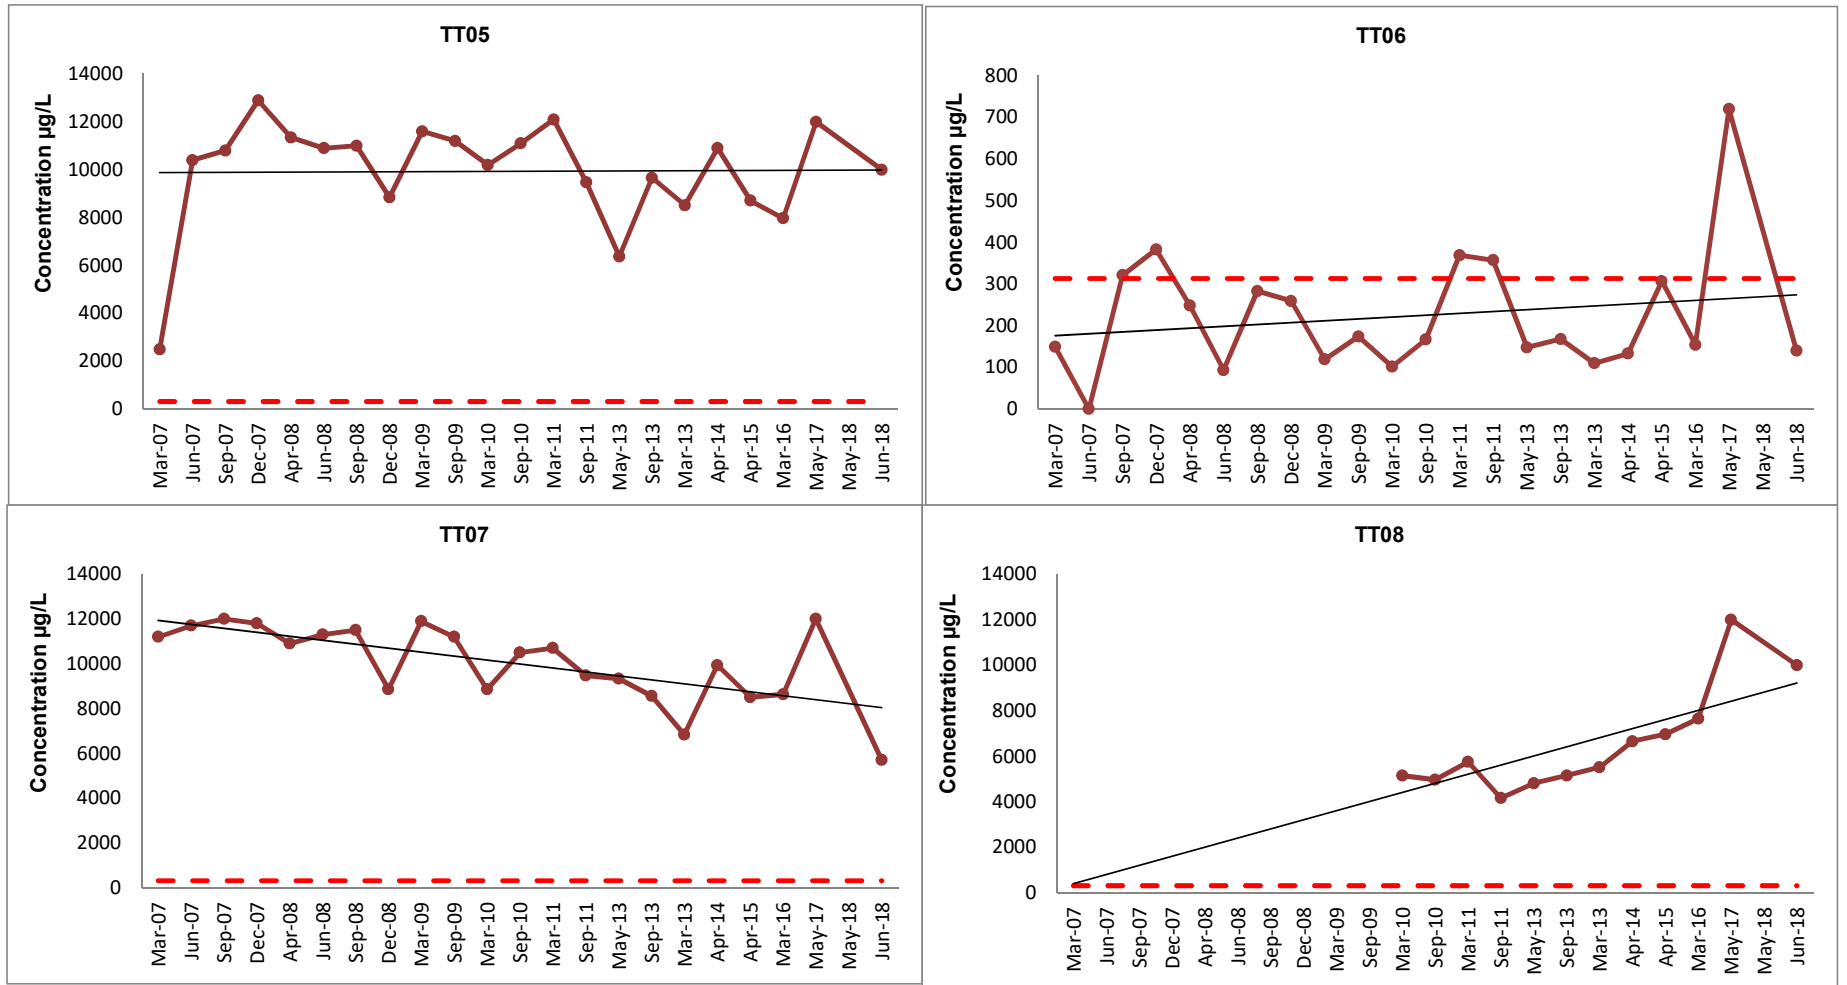 TT05
Concentration µg/L
14000
12000
10000
8000
6000
4000
2000
0
Mar-07
Jun-07
Sep-07
Dec-07
Apr-08
Jun-08
Sep-08
Dec-08
Mar-09
Sep-09
Mar-10
Sep-10
Mar-11
Sep-11
May-13
Sep-13
Mar-13
Apr-14
Apr-15
Mar-16
May-17
May-18
Jun-18
TT06
Concentration µg/L
800
700
600
500
400
300
200
100
0
Mar-07
Jun-07
Sep-07
Dec-07
Apr-08
Jun-08
Sep-08
Dec-08
Mar-09
Sep-09
Mar-10
Sep-10
Mar-11
Sep-11
May-13
Sep-13
Mar-13
Apr-14
Apr-15
Mar-16
May-17
May-18
Jun-18
TT07
Concentration µg/L
14000
12000
10000
8000
6000
4000
2000
0
Mar-07
Jun-07
Sep-07
Dec-07
Apr-08
Jun-08
Sep-08
Dec-08
Mar-09
Sep-09
Mar-10
Sep-10
Mar-11
Sep-11
May-13
Sep-13
Mar-13
Apr-14
Apr-15
Mar-16
May-17
May-18
Jun-18
TT08
Concentration µg/L
14000
12000
10000
8000
6000
4000
2000
0
Mar-07
Jun-07
Sep-07
Dec-07
Apr-08
Jun-08
Sep-08
Dec-08
Mar-09
Sep-09
Mar-10
Sep-10
Mar-11
Sep-11
May-13
Sep-13
Mar-13
Apr-14
Apr-15
Mar-16
May-17
May-18
Jun-18